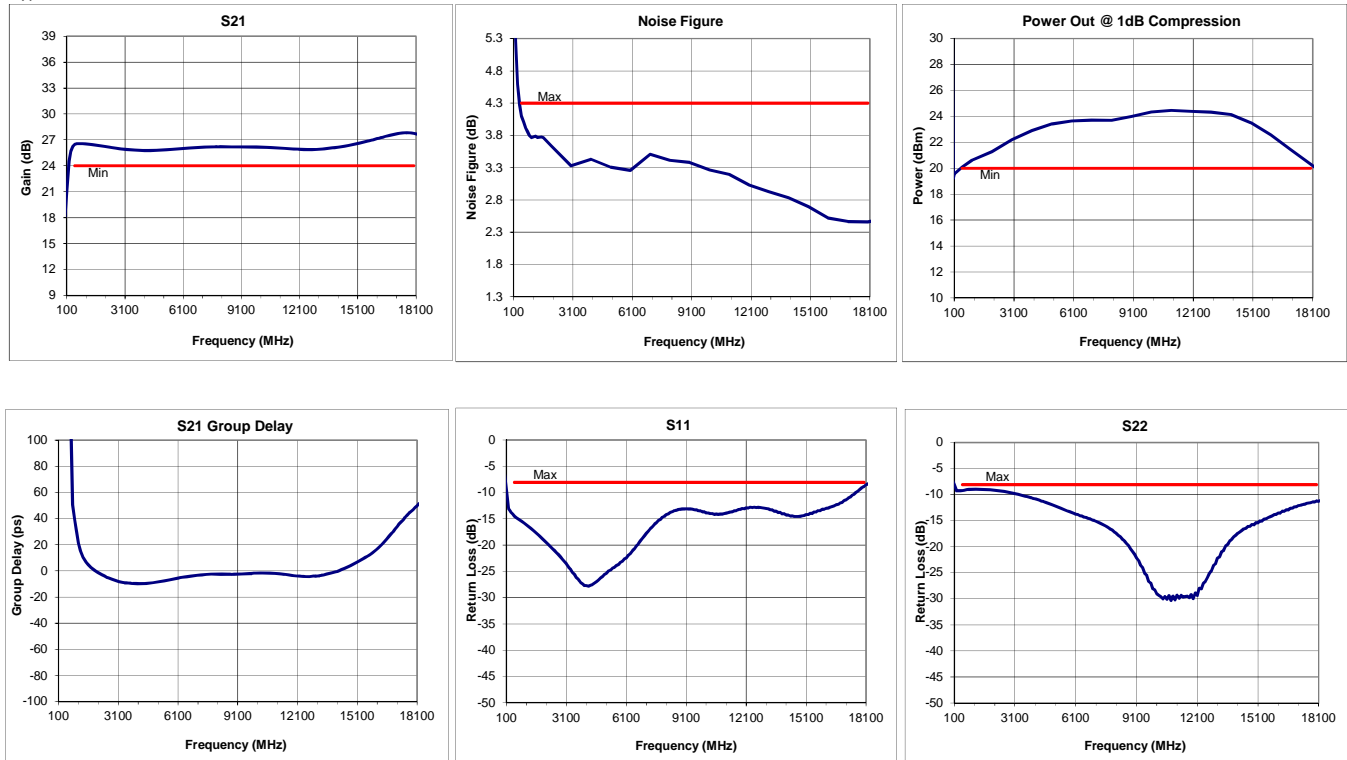 S21
39
36
33
30
27
24
21
18
15
12
9
Gain (dB)
Min
100 3100 6100 9100 12100 15100 18100
Frequency (MHz)
Noise Figure
5.3
4.8
4.3
3.8
3.3
2.8
2.3
1.8
1.3
Noise Figure (dB)
Max
100 3100 6100 9100 12100 15100 18100
Frequency (MHz)
Power Out @ 1dB Compression
30
28
26
24
22
20
18
16
14
12
10
Power (dBm)
Min
100 3100 6100 9100 12100 15100 18100
Frequency (MHz)
S21 Group Delay
100
80
60
40
20
0
-20
-40
-60
-80
-100
Group Delay (ps)
100 3100 6100 9100 12100 15100 18100
Frequency (MHz)
S11
0
-5
-10
-15
-20
-25
-30
-35
-40
-45
-50
Return Loss (dB)
Max
100 3100 6100 9100 12100 15100 18100
Frequency (MHz)
S22
0
-5
-10
-15
-20
-25
-30
-35
-40
-45
-50
Return Loss (dB)
Max
100 3100 6100 9100 12100 15100 18100
Frequency (MHz)